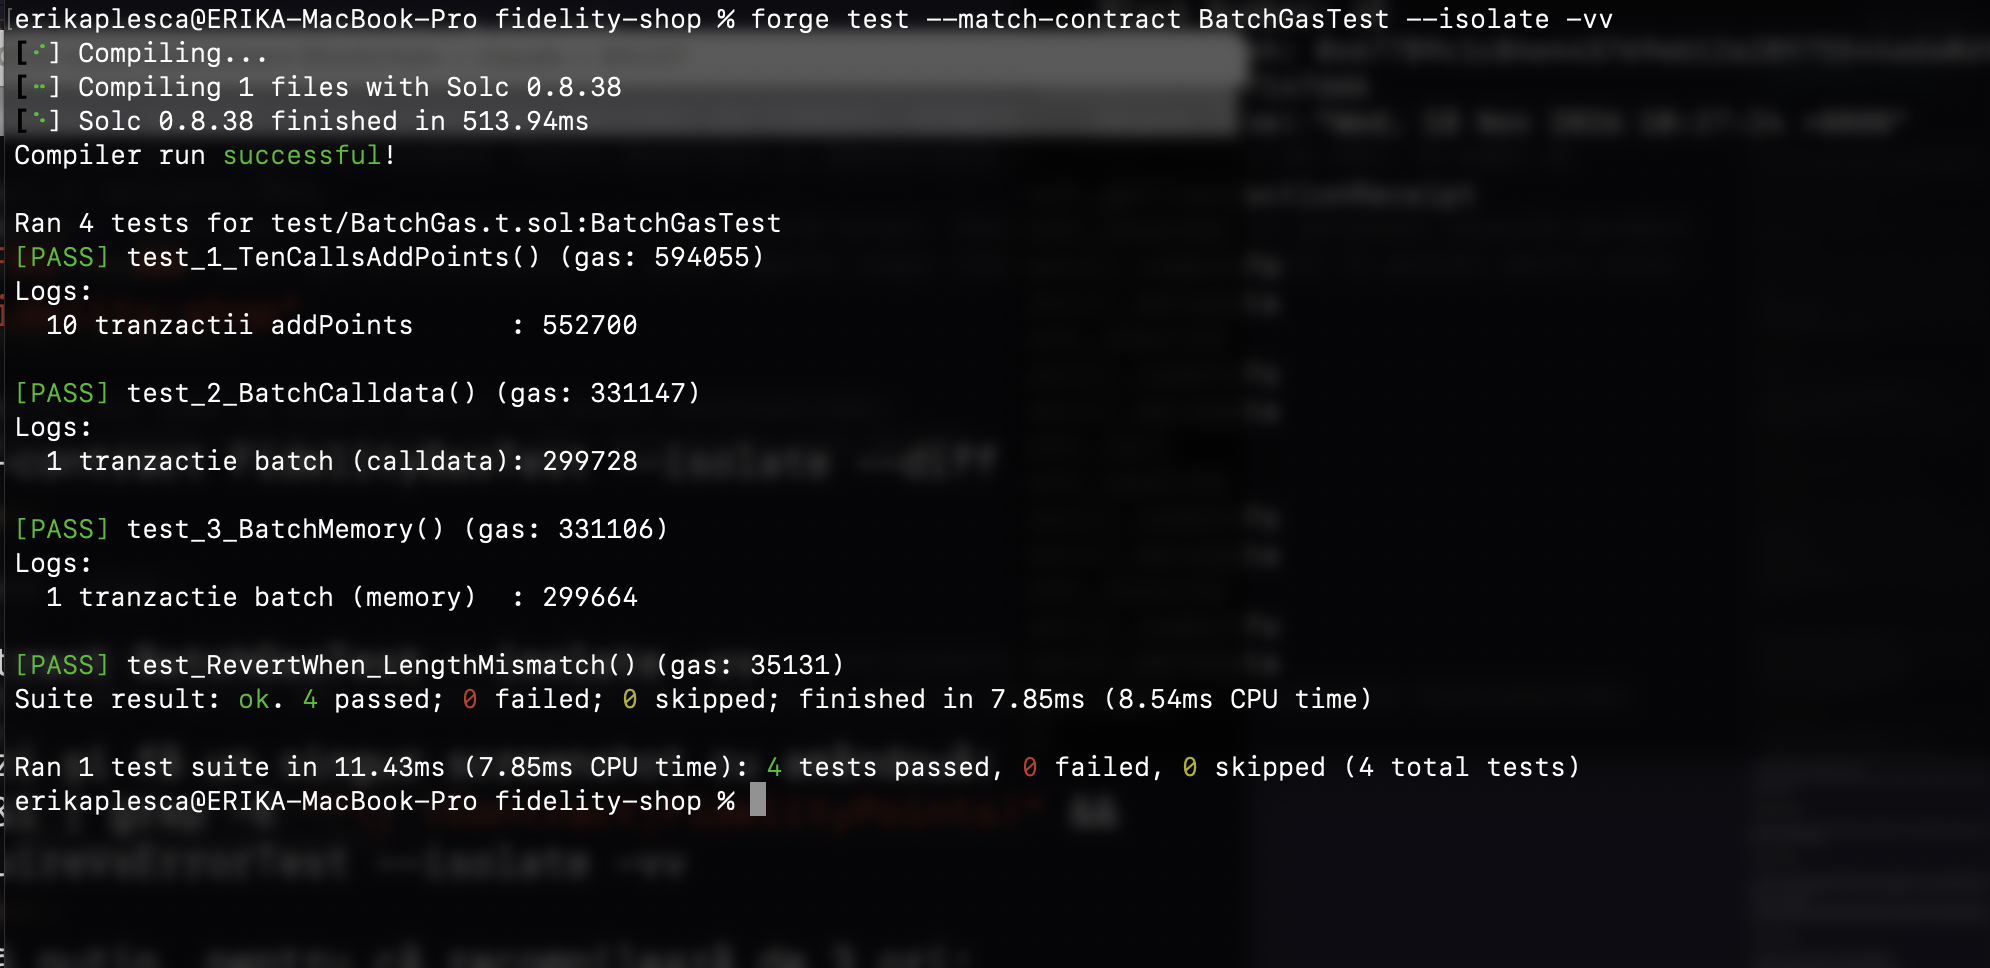 [erikaplesca@ERIKA-MacBook-Pro fidelity-shop % forge test --match-contract BatchGasTest --isolate -vv
[⠊] Compiling...
[⠒] Compiling 1 files with Solc 0.8.38
[⠑] Solc 0.8.38 finished in 513.94ms
Compiler run successful!
Ran 4 tests for test/BatchGas.t.sol:BatchGasTest
[PASS] test_1_TenCallsAddPoints() (gas: 594055)
Logs:
  10 tranzactii addPoints      : 552700
[PASS] test_2_BatchCalldata() (gas: 331147)
Logs:
  1 tranzactie batch (calldata): 299728
[PASS] test_3_BatchMemory() (gas: 331106)
Logs:
  1 tranzactie batch (memory)  : 299664
[PASS] test_RevertWhen_LengthMismatch() (gas: 35131)
Suite result: ok. 4 passed; 0 failed; 0 skipped; finished in 7.85ms (8.54ms CPU time)
Ran 1 test suite in 11.43ms (7.85ms CPU time): 4 tests passed, 0 failed, 0 skipped (4 total tests)
erikaplesca@ERIKA-MacBook-Pro fidelity-shop %